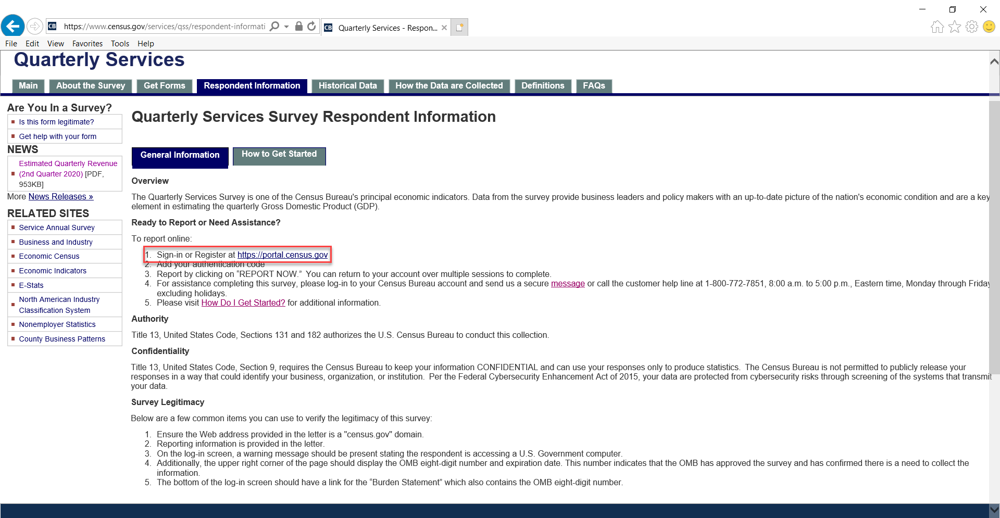 https://www.census.gov/services/qss/respondent-informati
Quarterly Services - Respon...
File Edit View Favorites Tools Help
Quarterly Services
Main About the Survey Get Forms Respondent Information Historical Data How the Data are Collected Definitions FAQs
Are You In a Survey?
Is this form legitimate?
Get help with your form
NEWS
Estimated Quarterly Revenue
(2nd Quarter 2020) [PDF,
953KB]
More News Releases »
RELATED SITES
Service Annual Survey
Business and Industry
Economic Census
Economic Indicators
E-Stats
North American Industry
Classification System
Nonemployer Statistics
County Business Patterns
Quarterly Services Survey Respondent Information
General Information How to Get Started
Overview
The Quarterly Services Survey is one of the Census Bureau's principal economic indicators. Data from the survey provide business leaders and policy makers with an up-to-date picture of the nation's economic condition and are a key
element in estimating the quarterly Gross Domestic Product (GDP).
Ready to Report or Need Assistance?
To report online:
1. Sign-in or Register at https://portal.census.gov
2. Add your authentication code
3. Report by clicking on “REPORT NOW.” You can return to your account over multiple sessions to complete.
4. For assistance completing this survey, please log-in to your Census Bureau account and send us a secure message or call the customer help line at 1-800-772-7851, 8:00 a.m. to 5:00 p.m., Eastern time, Monday through Friday
excluding holidays.
5. Please visit How Do I Get Started? for additional information.
Authority
Title 13, United States Code, Sections 131 and 182 authorizes the U.S. Census Bureau to conduct this collection.
Confidentiality
Title 13, United States Code, Section 9, requires the Census Bureau to keep your information CONFIDENTIAL and can use your responses only to produce statistics. The Census Bureau is not permitted to publicly release your
responses in a way that could identify your business, organization, or institution. Per the Federal Cybersecurity Enhancement Act of 2015, your data are protected from cybersecurity risks through screening of the systems that transmit
your data.
Survey Legitimacy
Below are a few common items you can use to verify the legitimacy of this survey:
1. Ensure the Web address provided in the letter is a "census.gov" domain.
2. Reporting information is provided in the letter.
3. On the log-in screen, a warning message should be present stating the respondent is accessing a U.S. Government computer.
4. Additionally, the upper right corner of the page should display the OMB eight-digit number and expiration date. This number indicates that the OMB has approved the survey and has confirmed there is a need to collect the
information.
5. The bottom of the log-in screen should have a link for the “Burden Statement” which also contains the OMB eight-digit number.